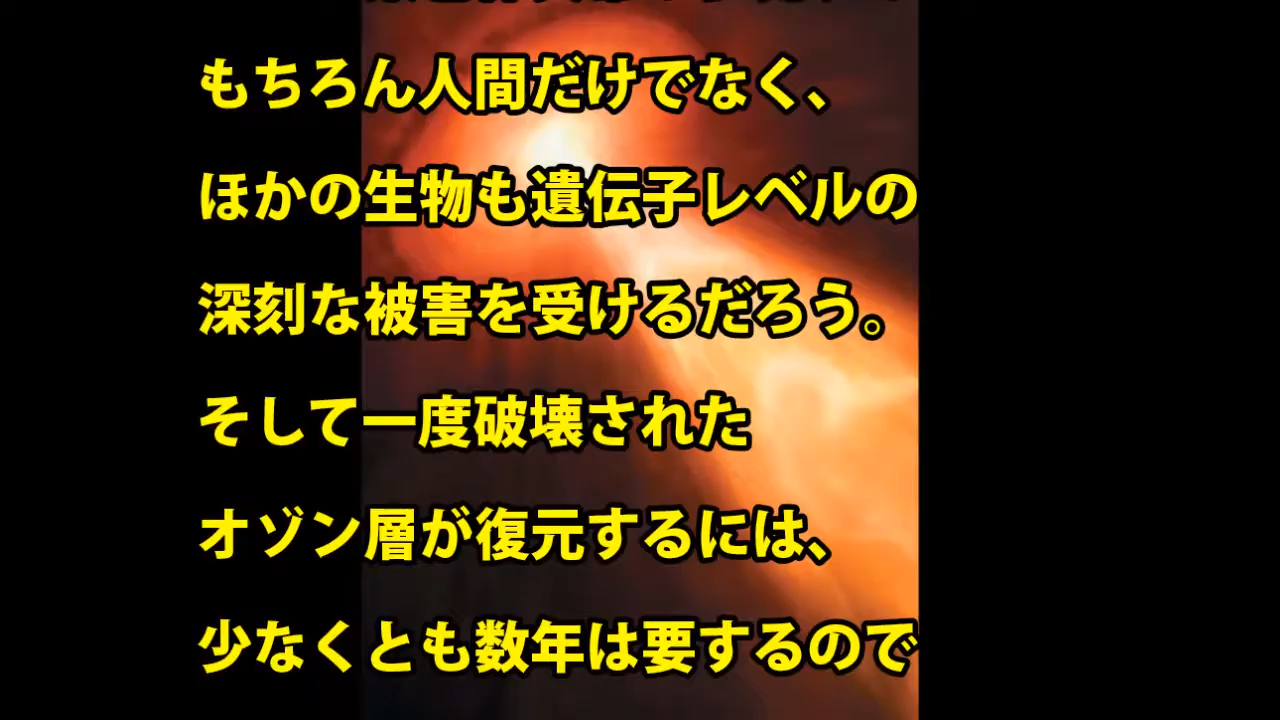 もちろん人間だけでなく、
ほかの生物も遺伝子レベルの
深刻な被害を受けるだろう。
そして一度破壊された
オゾン層が復元するには、
少なくとも数年は要するので